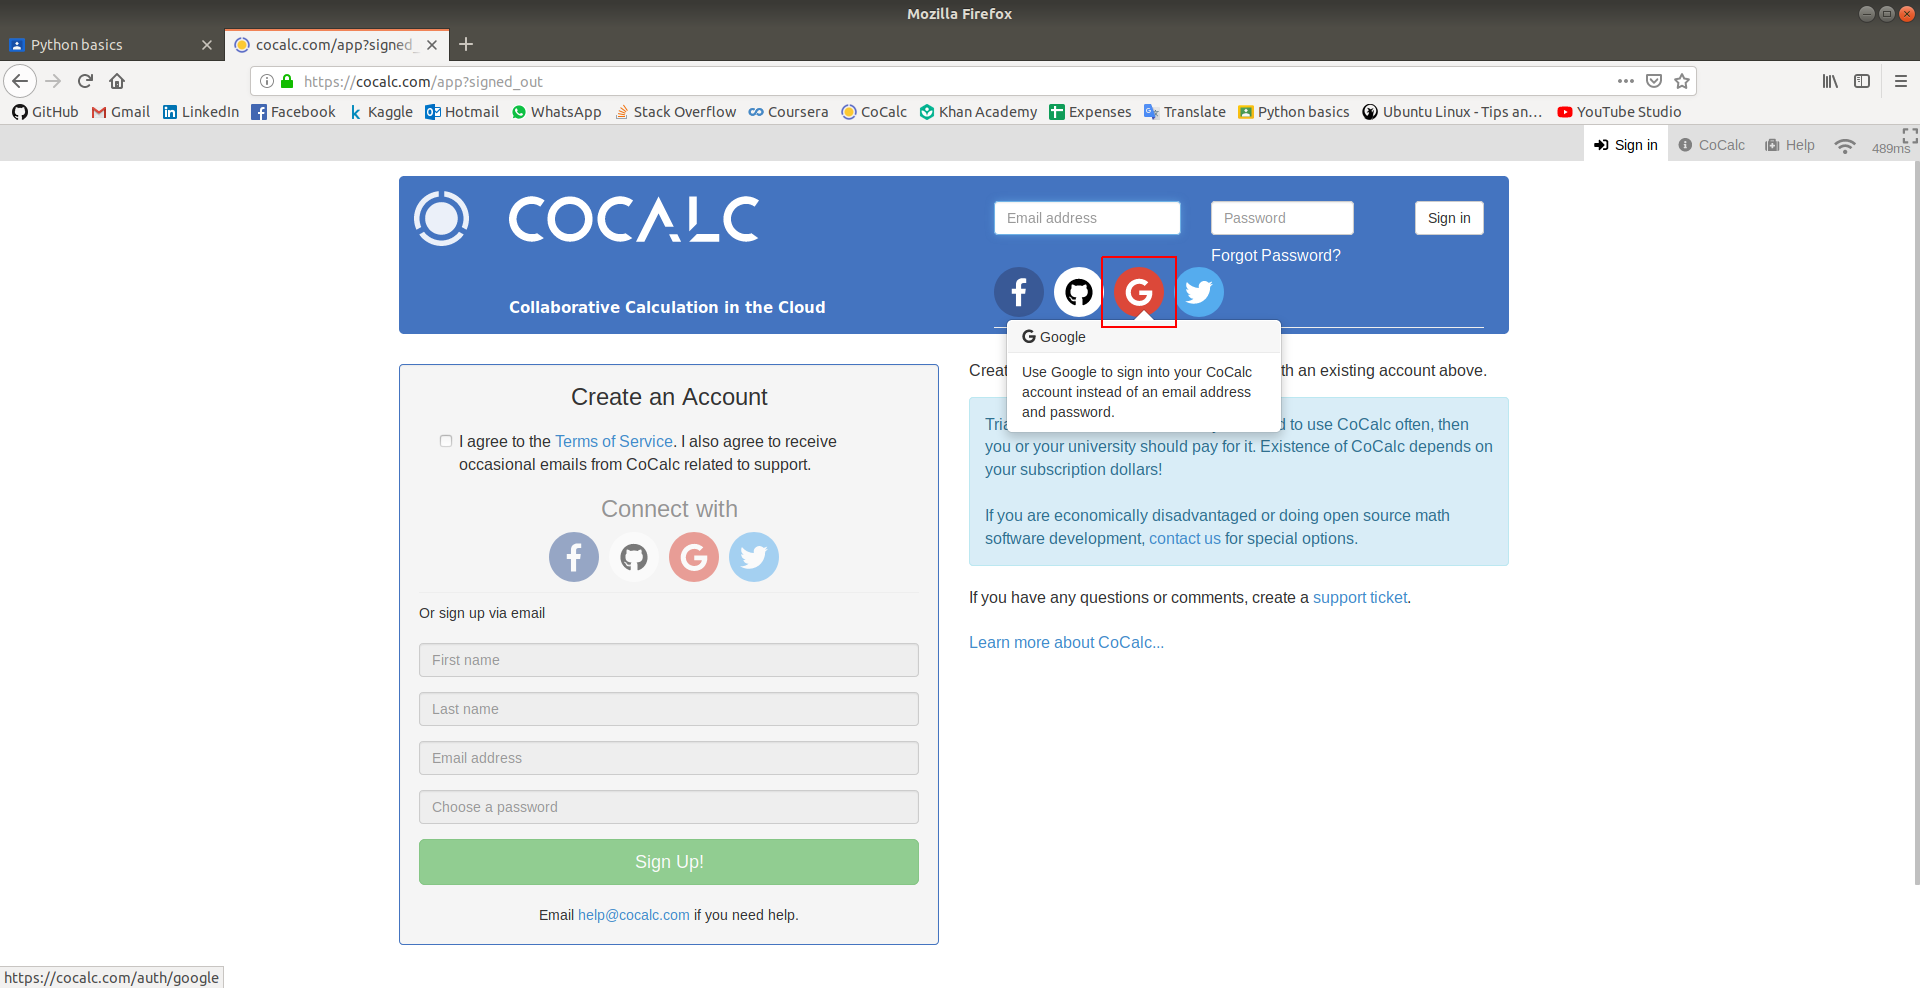 Mozilla Firefox
Python basics
cocalc.com/app?signed_
https://cocalc.com/app?signed_out
GitHub Gmail LinkedIn Facebook Kaggle Hotmail WhatsApp Stack Overflow Coursera CoCalc Khan Academy Expenses Translate Python basics Ubuntu Linux - Tips an... YouTube Studio
Sign in CoCalc Help 489ms
COCALC
Email address Password Sign in
Forgot Password?
Collaborative Calculation in the Cloud
Google
Use Google to sign into your CoCalc
account instead of an email address
and password.
Create an Account
I agree to the Terms of Service. I also agree to receive
occasional emails from CoCalc related to support.
Connect with
Or sign up via email
First name
Last name
Email address
Choose a password
Sign Up!
Email help@cocalc.com if you need help.
an existing account above.
to use CoCalc often, then
you or your university should pay for it. Existence of CoCalc depends on
your subscription dollars!
If you are economically disadvantaged or doing open source math
software development, contact us for special options.
If you have any questions or comments, create a support ticket.
Learn more about CoCalc...
https://cocalc.com/auth/google